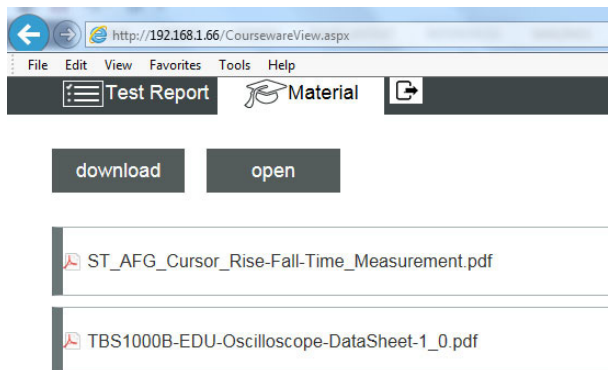 http://192.168.1.66/CoursewareView.aspx
File Edit View Favorites Tools Help
Test Report Material
download open
ST_AFG_Cursor_Rise-Fall-Time_Measurement.pdf
TBS1000B-EDU-Oscilloscope-DataSheet-1_0.pdf